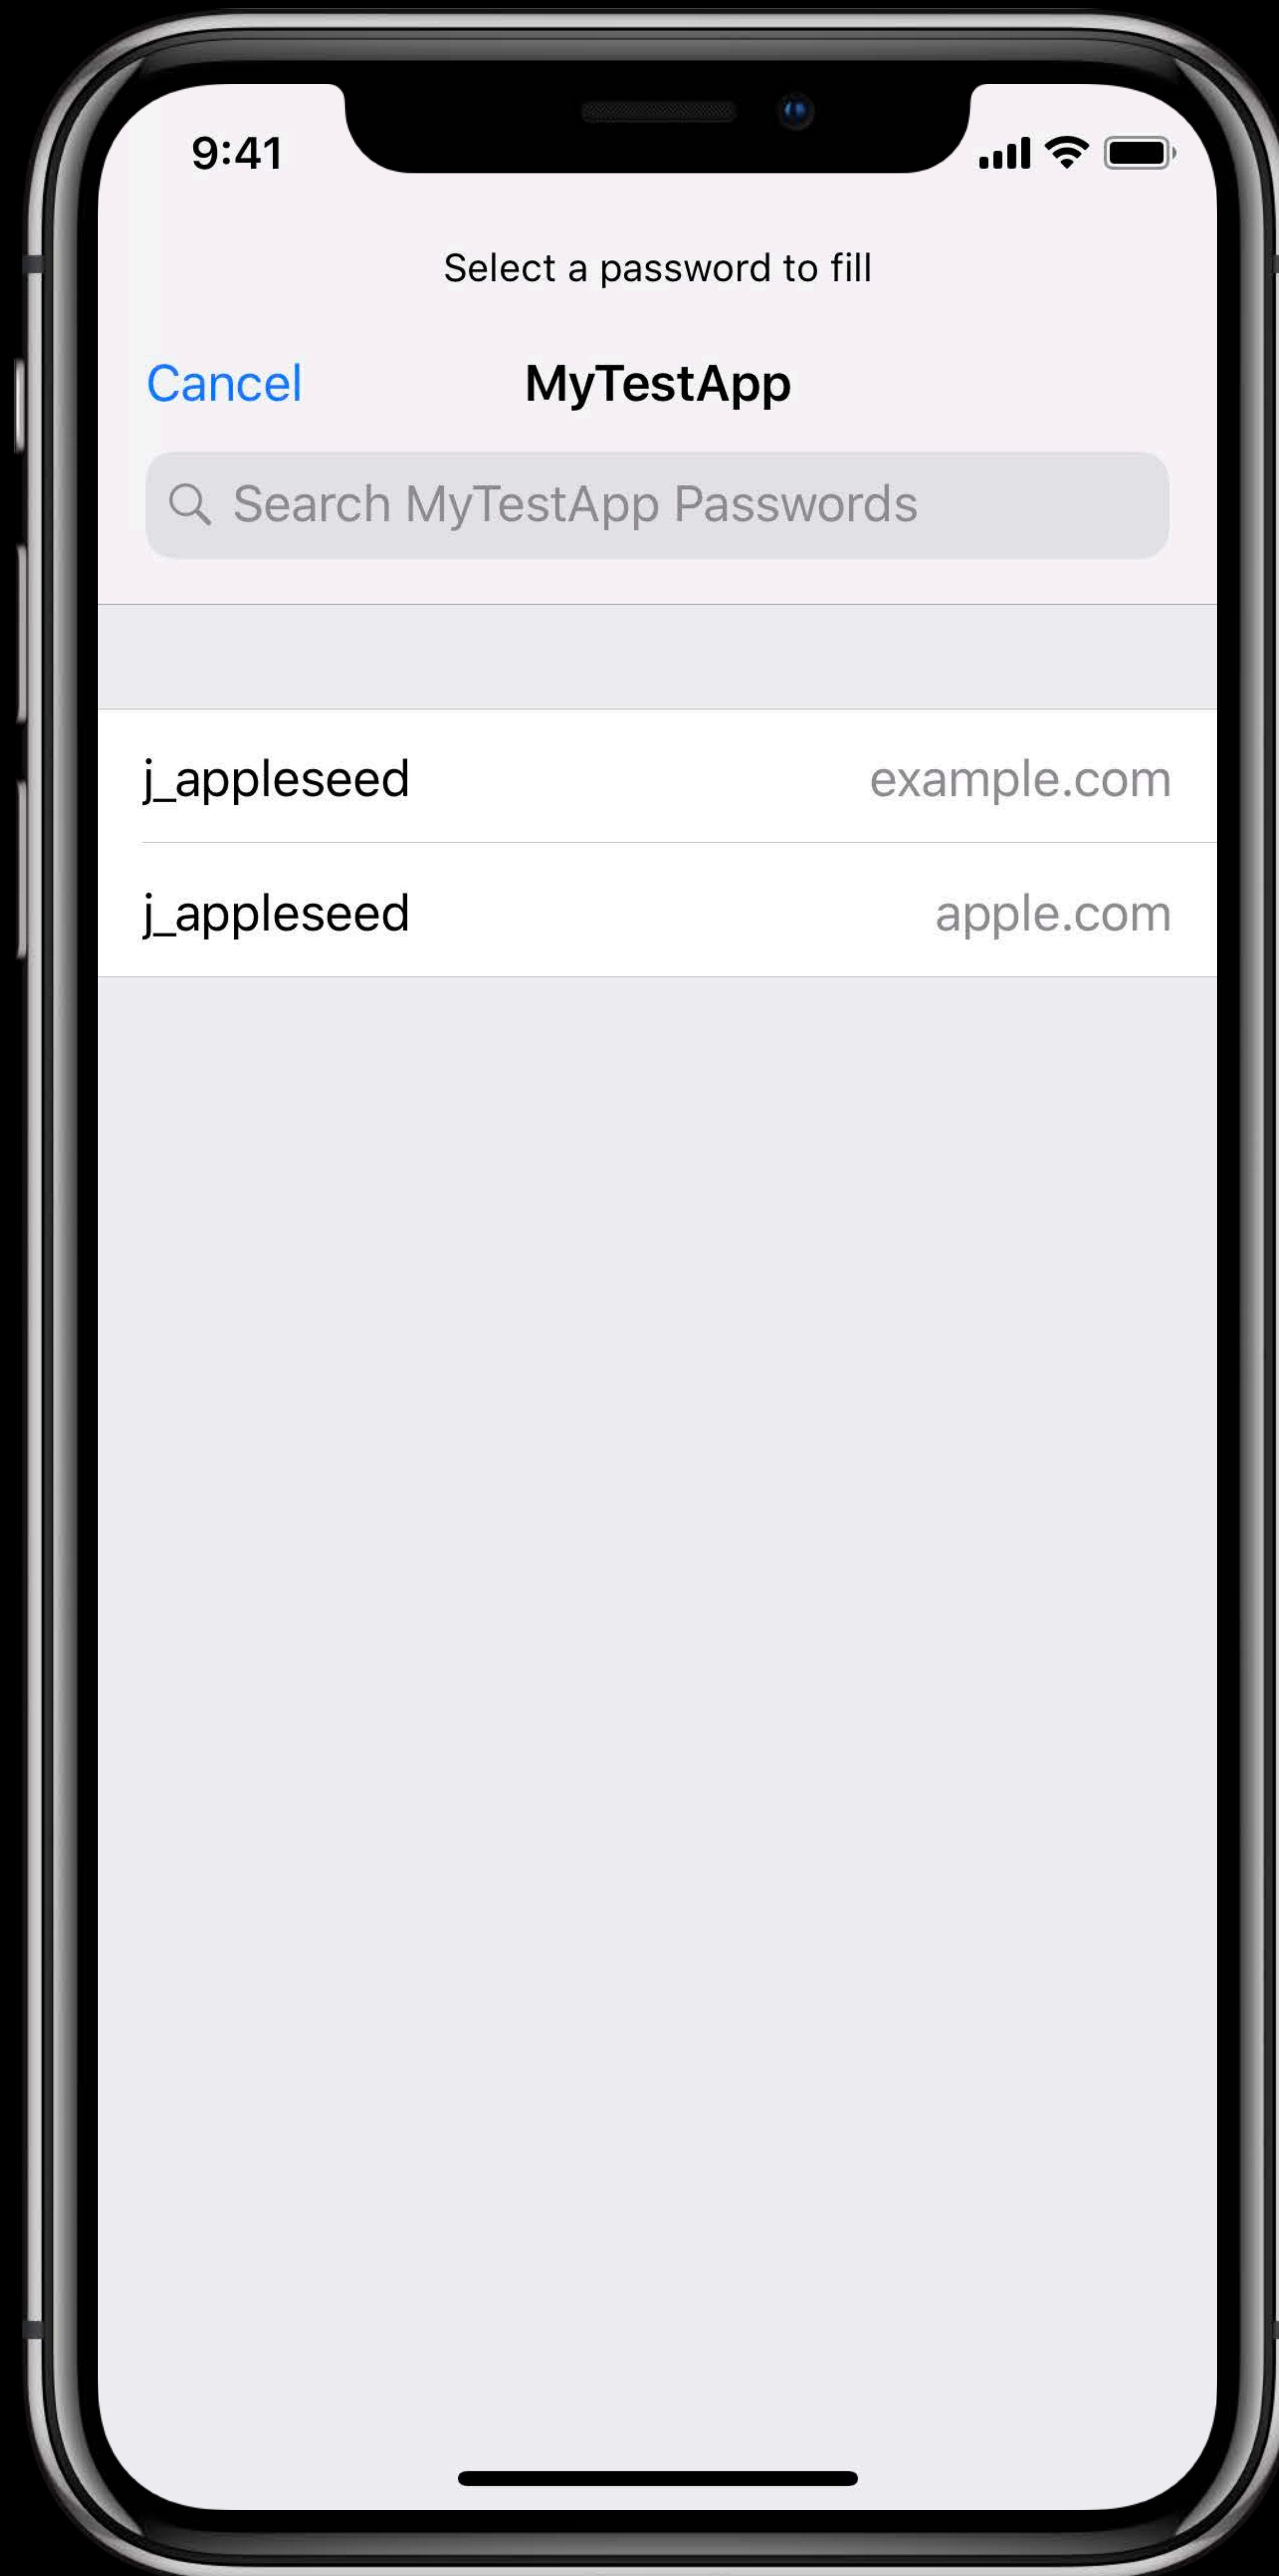 9:41
Select a password to fill
Cancel MyTestApp
Search MyTestApp Passwords
j_appleseed example.com
j_appleseed apple.com